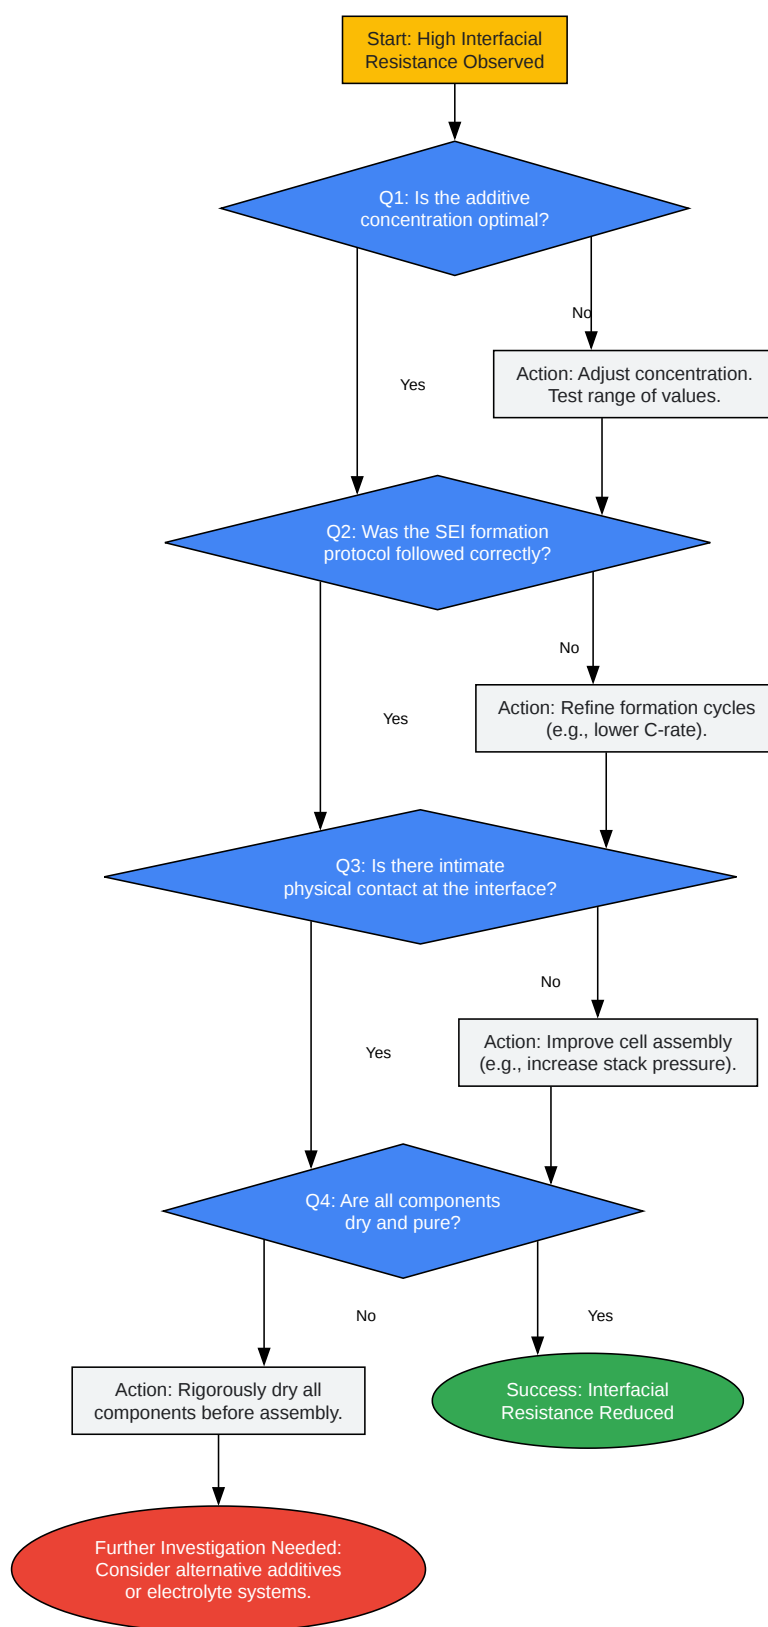 Start: High Interfacial
Resistance Observed
Q1: Is the additive
concentration optimal?
No
Yes
Action: Adjust concentration.
Test range of values.
Q2: Was the SEI formation
protocol followed correctly?
No
Yes
Action: Refine formation cycles
(e.g., lower C-rate).
Q3: Is there intimate
physical contact at the interface?
No
Yes
Action: Improve cell assembly
(e.g., increase stack pressure).
Q4: Are all components
dry and pure?
No
Yes
Action: Rigorously dry all
components before assembly.
Success: Interfacial
Resistance Reduced
Further Investigation Needed:
Consider alternative additives
or electrolyte systems.